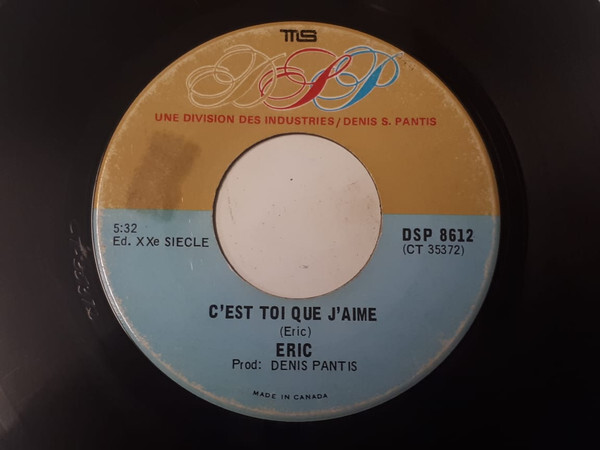 TMS
DSP
UNE DIVISION DES INDUSTRIES/DENIS S. PANTIS
5:32
Ed. XXe SIECLE
DSP 8612
(CT 35372)
C'EST TOI QUE J'AIME
(Eric)
ERIC
Prod: DENIS PANTIS
MADE IN CANADA